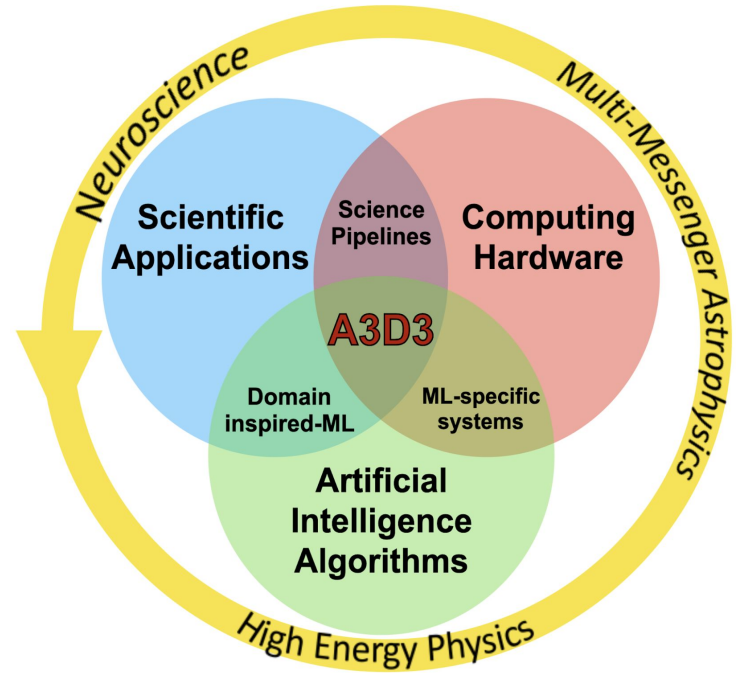 Neuroscience
Multi-Messenger Astrophysics
Scientific
Applications
Science
Pipelines
Computing
Hardware
A3D3
Domain
inspired-ML
ML-specific
systems
Artificial
Intelligence
Algorithms
High Energy Physics